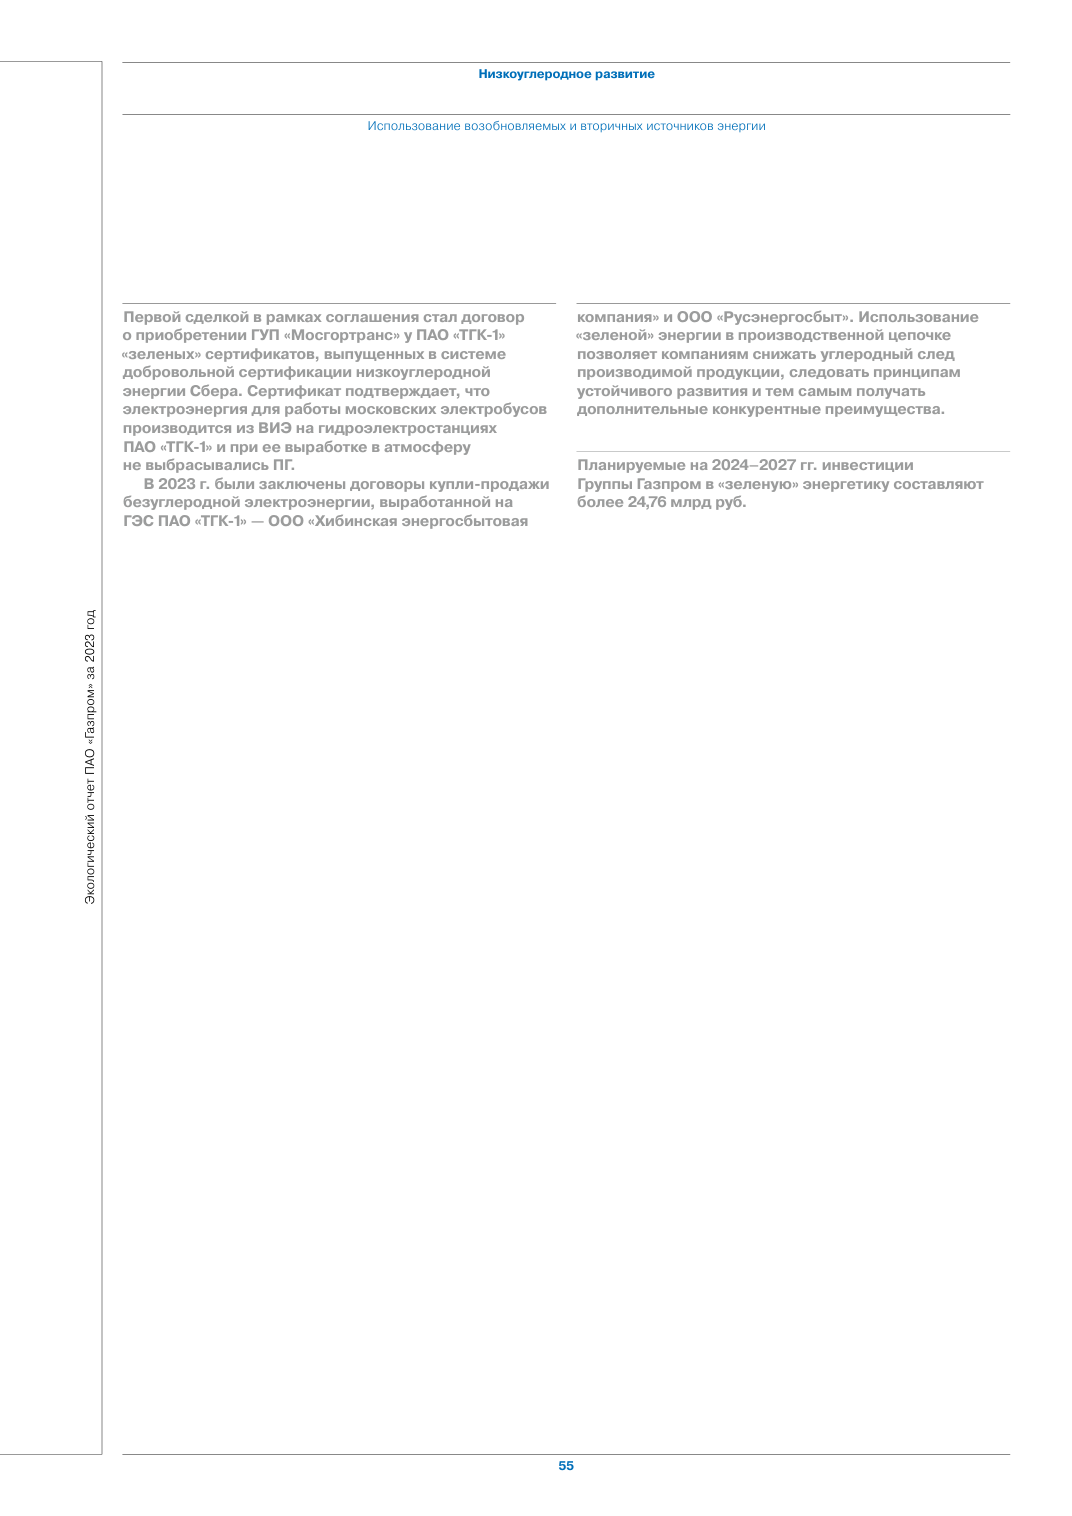 Низкоуглеродное развитие
Использование возобновляемых и вторичных источников энергии
Первой сделкой в рамках соглашения стал договор
о приобретении ГУП «Мосгортранс» у ПАО «ТГК-1»
«зеленых» сертификатов, выпущенных в системе
добровольной сертификации низкоуглеродной
энергии Сбера. Сертификат подтверждает, что
электроэнергия для работы московских электробусов
производится из ВИЭ на гидроэлектростанциях
ПАО «ТГК-1» и при ее выработке в атмосферу
не выбрасывались ПГ.
В 2023 г. были заключены договоры купли-продажи
безуглеродной электроэнергии, выработанной на
ГЭС ПАО «ТГК-1» — ООО «Хибинская энергосбытовая
компания» и ООО «Русэнергосбыт». Использование
«зеленой» энергии в производственной цепочке
позволяет компаниям снижать углеродный след
производимой продукции, следовать принципам
устойчивого развития и тем самым получать
дополнительные конкурентные преимущества.
Планируемые на 2024–2027 гг. инвестиции
Группы Газпром в «зеленую» энергетику составляют
более 24,76 млрд руб.
Экологический отчет ПАО «Газпром» за 2023 год
55